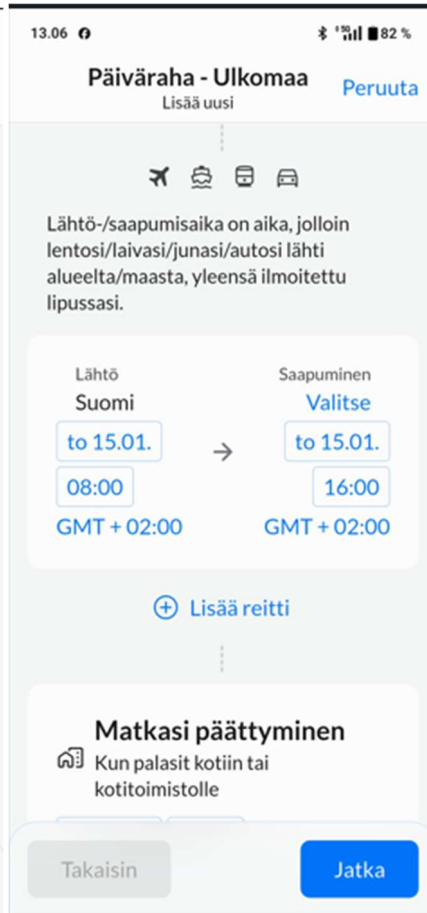 13.06 82 %
Päiväraha - Ulkomaa
Lisää uusi
Peruuta
Lähtö-/saapumisaika on aika, jolloin
lentosi/laivasi/junasi/autosi lähti
alueelta/maasta, yleensä ilmoitettu
lipussasi.
Lähtö
Suomi
to 15.01.
08:00
GMT + 02:00
Saapuminen
Valitse
to 15.01.
16:00
GMT + 02:00
Lisää reitti
Matkasi päättyminen
Kun palasit kotiin tai
kotitoimistolle
Takaisin
Jatka